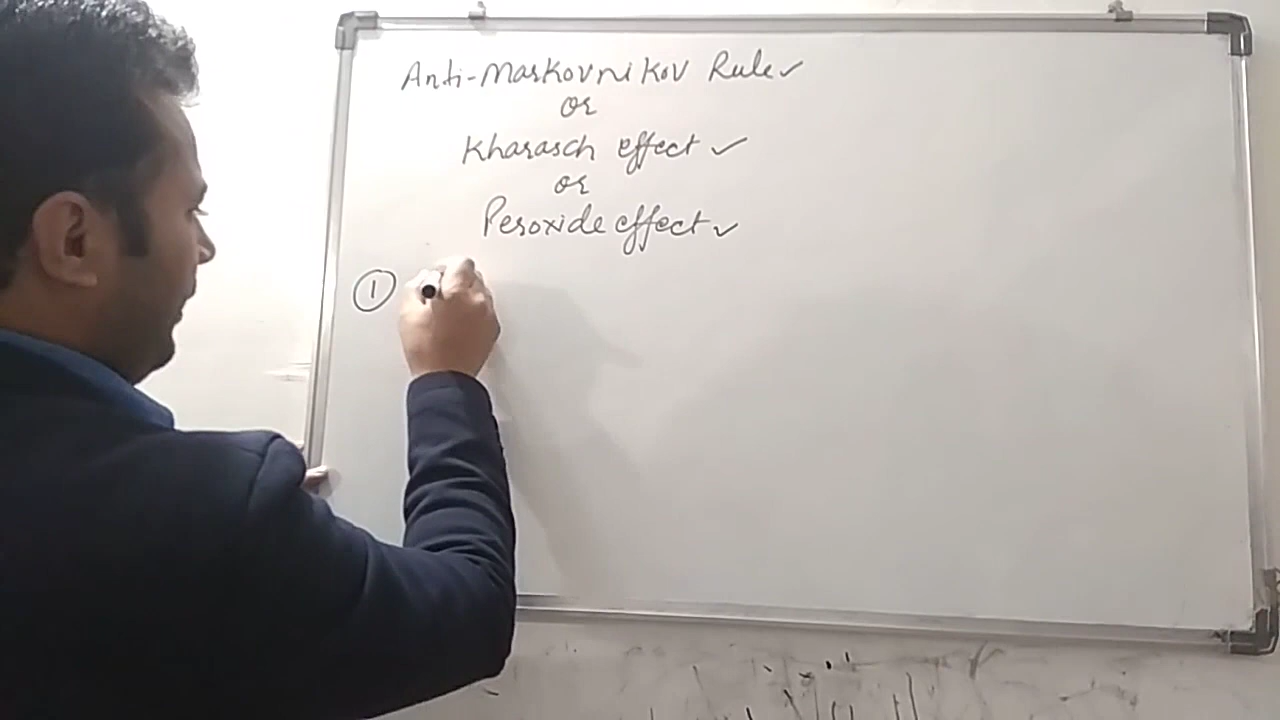 Anti-Markovnikov Rule ✓
or
Kharasch effect ✓
or
Peroxide effect ✓
①